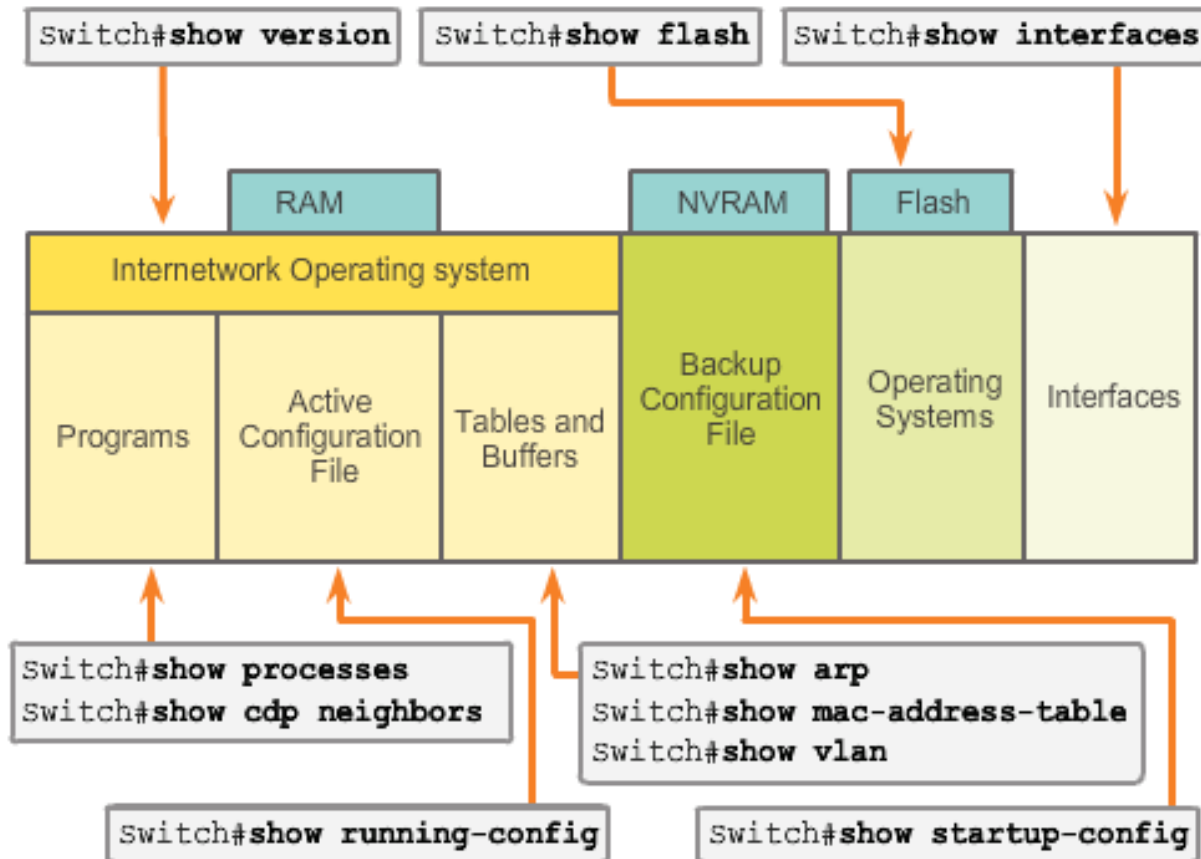 Switch#show version
Switch#show flash
Switch#show interfaces
RAM
NVRAM
Flash
Internetwork Operating system
Programs
Active
Configuration
File
Tables and
Buffers
Backup
Configuration
File
Operating
Systems
Interfaces
Switch#show processes
Switch#show cdp neighbors
Switch#show arp
Switch#show mac-address-table
Switch#show vlan
Switch#show running-config
Switch#show startup-config